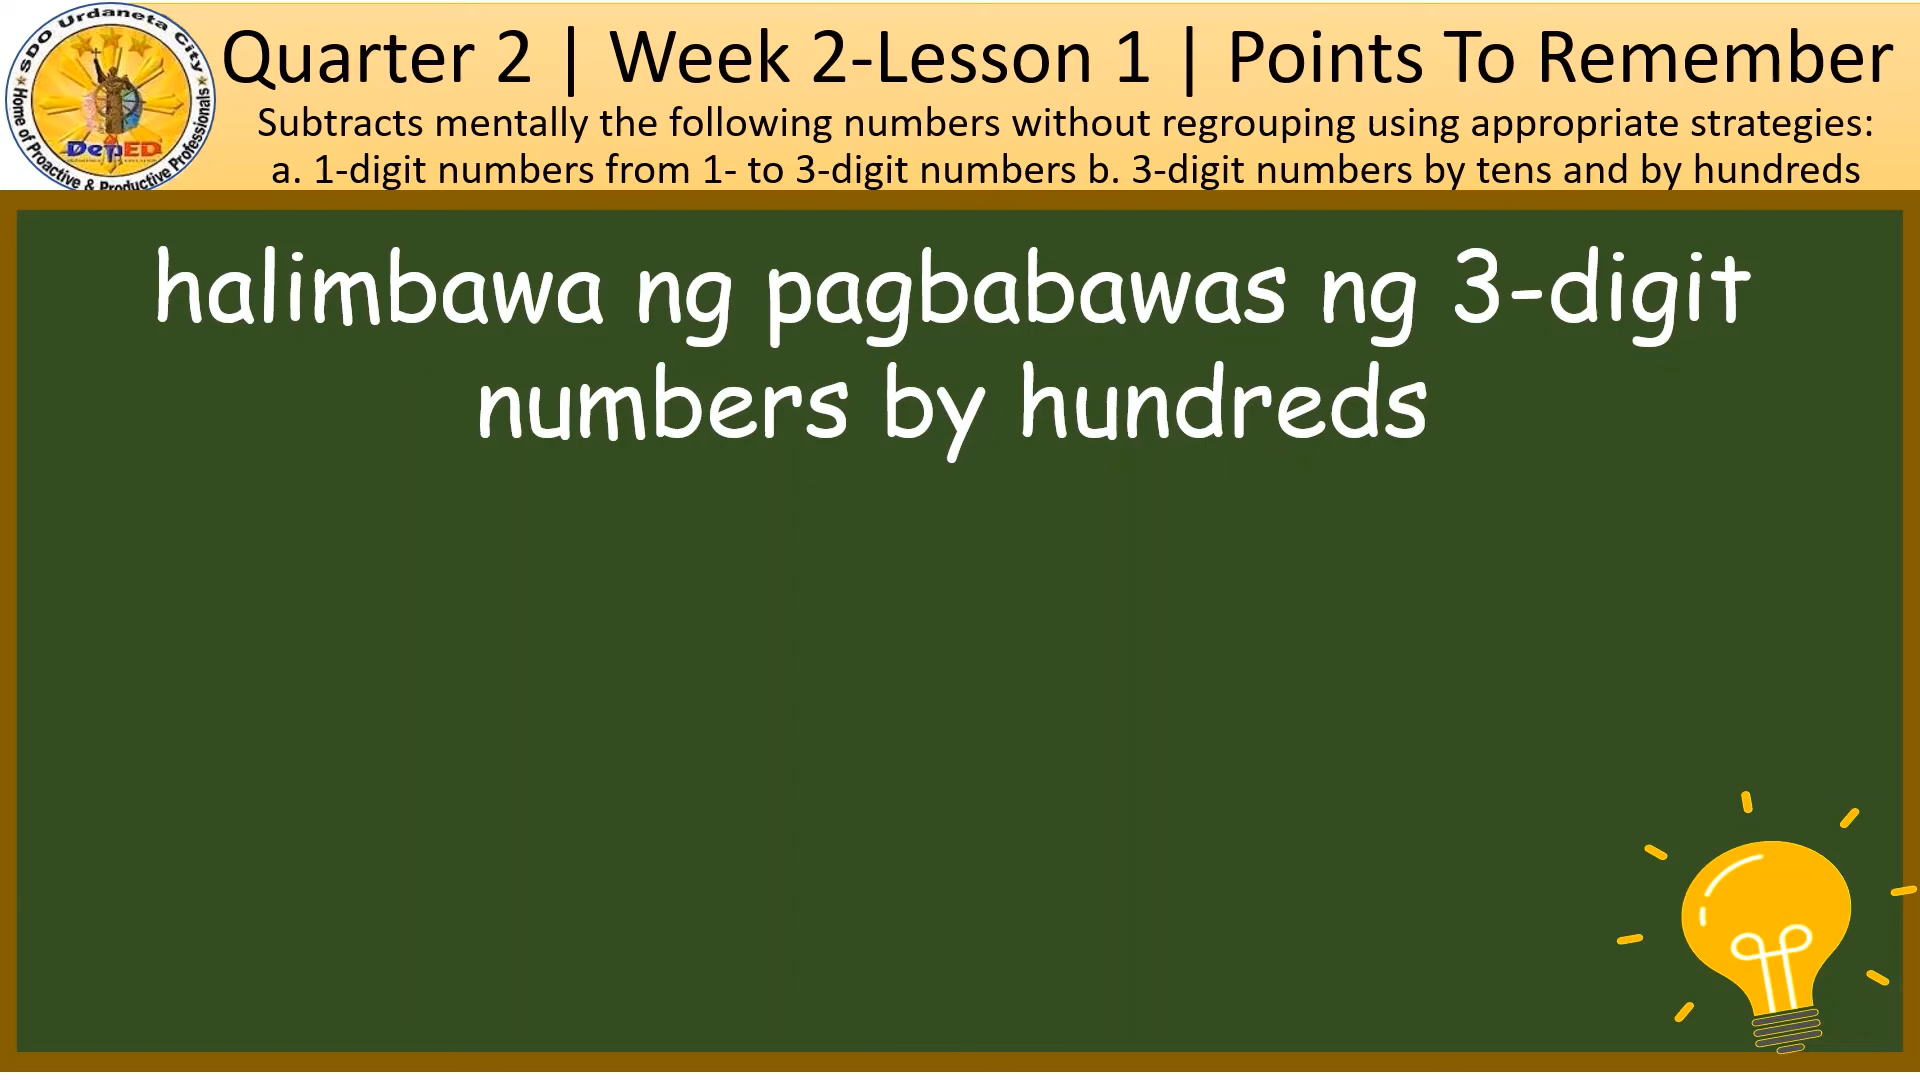 SDO Urdaneta City
Home of Proactive & Productive Professionals
DepED
Quarter 2 | Week 2-Lesson 1 | Points To Remember
Subtracts mentally the following numbers without regrouping using appropriate strategies:
a. 1-digit numbers from 1- to 3-digit numbers b. 3-digit numbers by tens and by hundreds
halimbawa ng pagbabawas ng 3-digit
numbers by hundreds